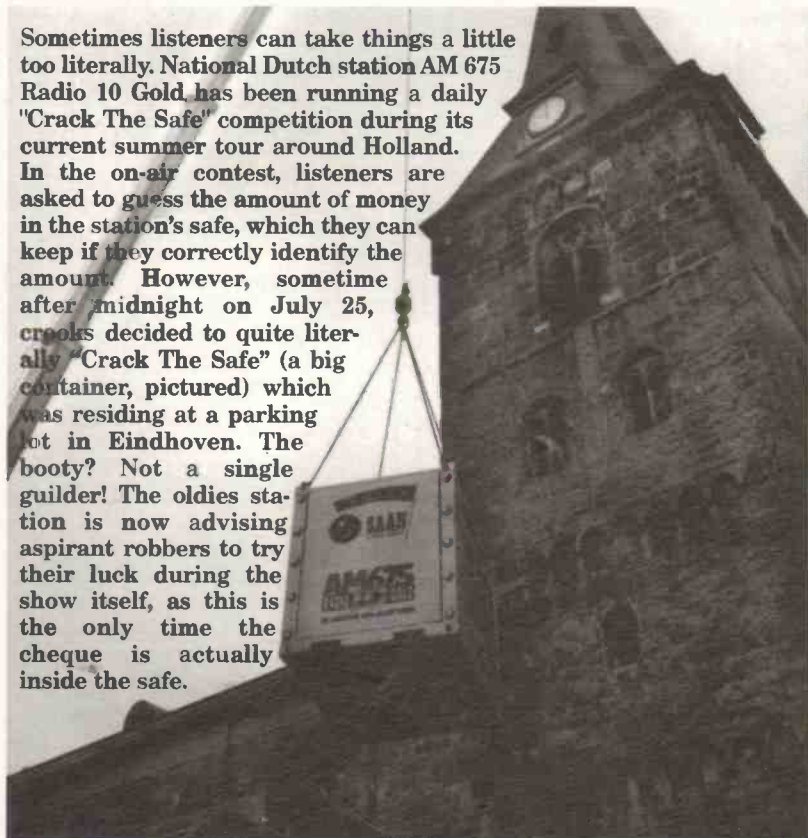 Sometimes listeners can take things a little
too literally. National Dutch station AM 675
Radio 10 Gold has been running a daily
"Crack The Safe" competition during its
current summer tour around Holland.
In the on-air contest, listeners are
asked to guess the amount of money
in the station's safe, which they can
keep if they correctly identify the
amount. However, sometime
after midnight on July 25,
crooks decided to quite liter-
ally "Crack The Safe" (a big
container, pictured) which
was residing at a parking
lot in Eindhoven. The
booty? Not a single
guilder! The oldies sta-
tion is now advising
aspirant robbers to try
their luck during the
show itself, as this is
the only time the
cheque is actually
inside the safe.
SAAN
AM675